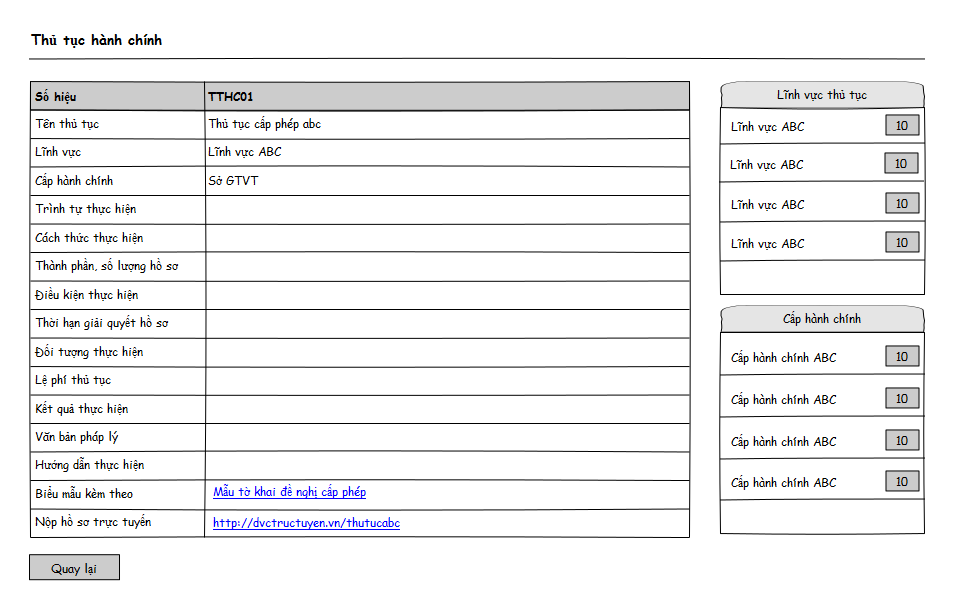 Thủ tục hành chính
Số hiệu TTHC01
Tên thủ tục Thủ tục cấp phép abc
Lĩnh vực Lĩnh vực ABC
Cấp hành chính Sở GTVT
Trình tự thực hiện
Cách thức thực hiện
Thành phần, số lượng hồ sơ
Điều kiện thực hiện
Thời hạn giải quyết hồ sơ
Đối tượng thực hiện
Lệ phí thủ tục
Kết quả thực hiện
Văn bản pháp lý
Hướng dẫn thực hiện
Biểu mẫu kèm theo Mẫu tờ khai đề nghị cấp phép
Nộp hồ sơ trực tuyến http://dvctructuyen.vn/thutucabc
Quay lại
Lĩnh vực thủ tục
Lĩnh vực ABC 10
Lĩnh vực ABC 10
Lĩnh vực ABC 10
Lĩnh vực ABC 10
Cấp hành chính
Cấp hành chính ABC 10
Cấp hành chính ABC 10
Cấp hành chính ABC 10
Cấp hành chính ABC 10